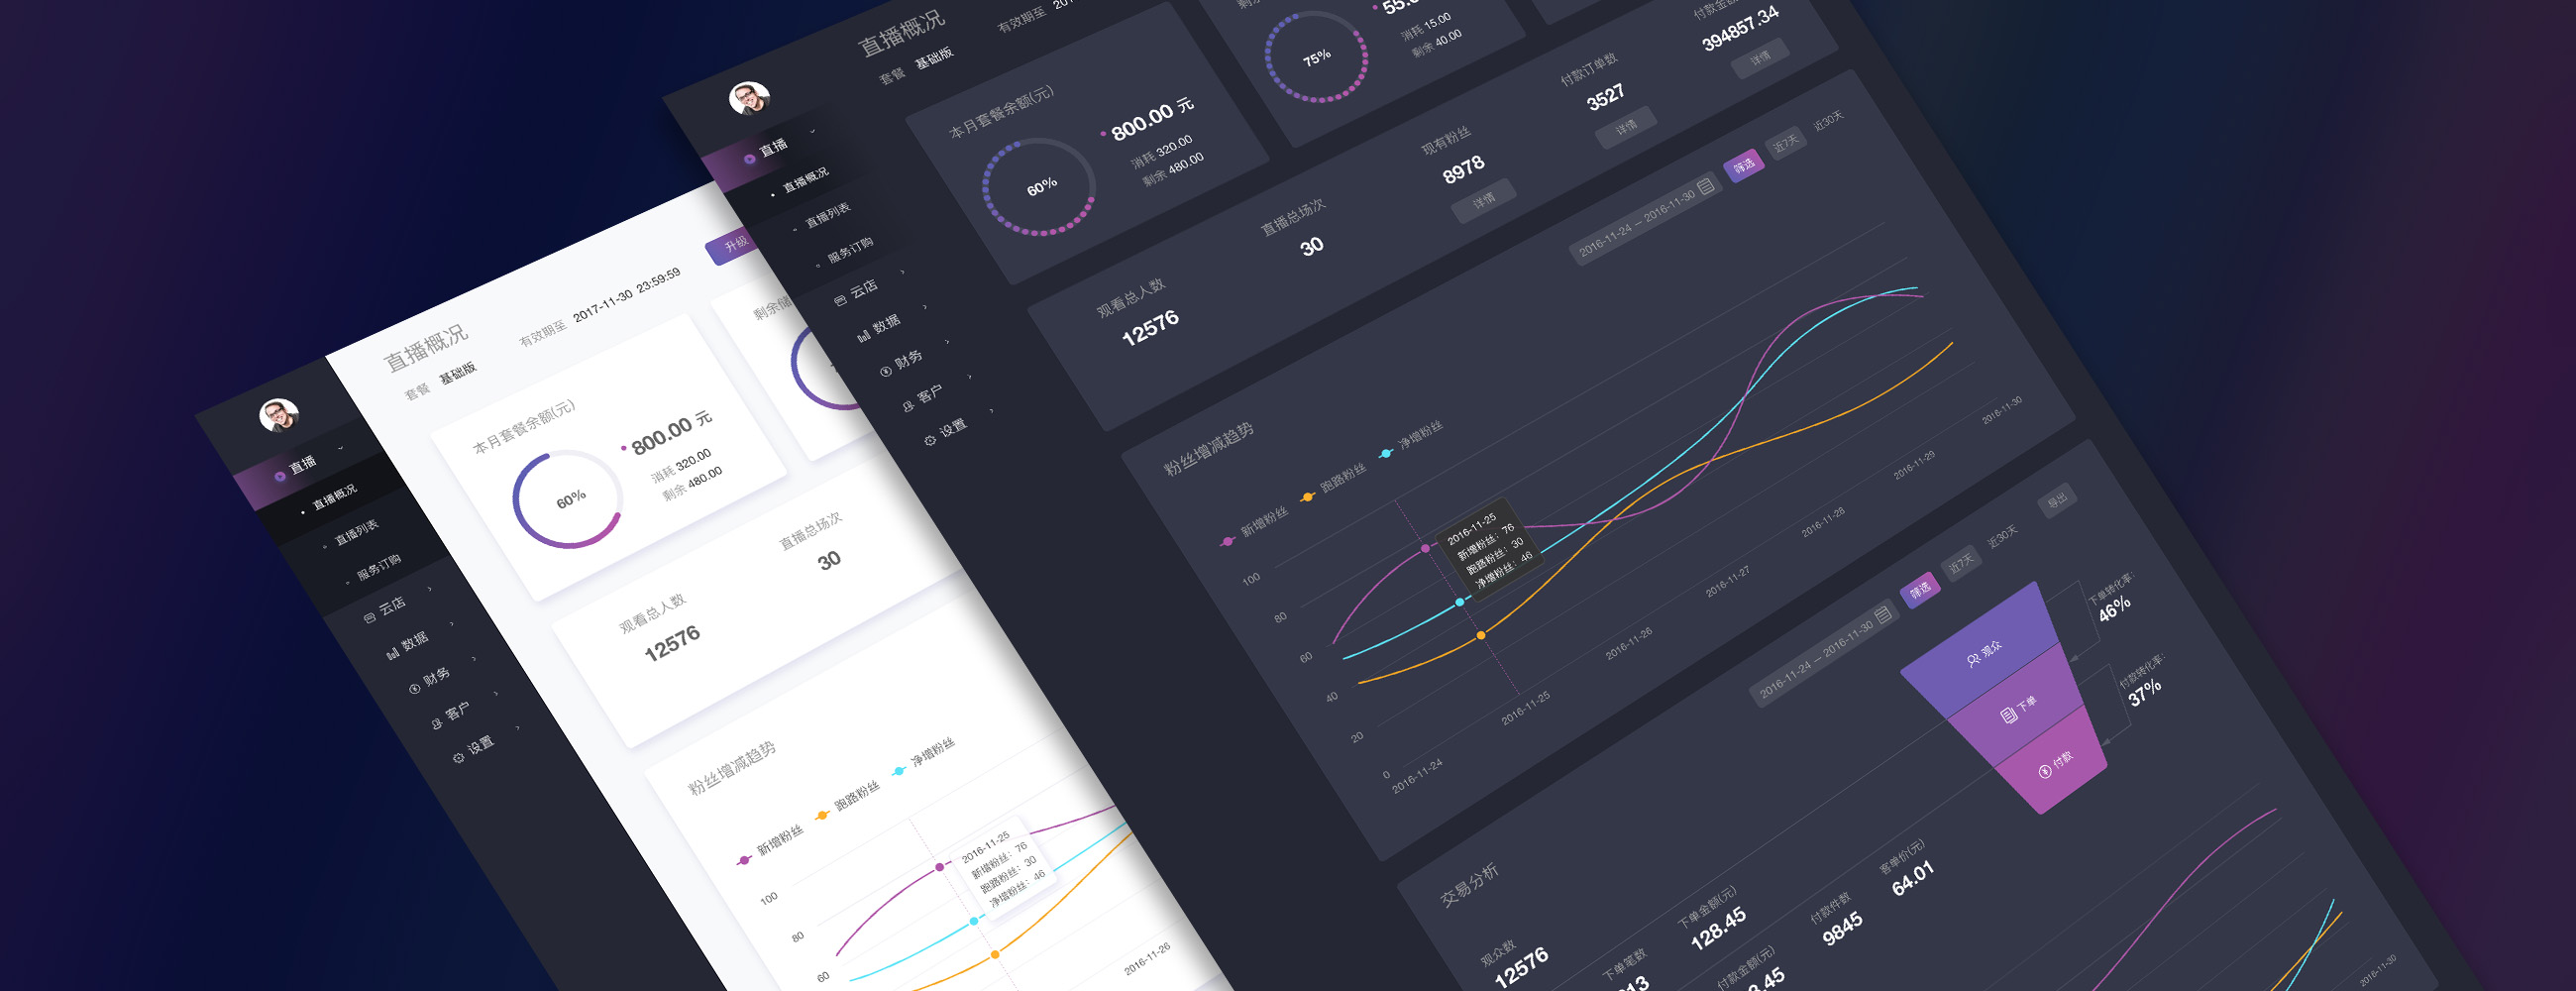 直播概况
套餐 基础版
有效期至 2017-11-30 23:59:59
升级
直播
直播概况
直播列表
服务订购
云店
数据
财务
客户
设置
本月套餐余额(元)
60%
800.00 元
消耗 320.00
剩余 480.00
剩余储
观看总人数
12576
直播总场次
30
粉丝增减趋势
新增粉丝
跑路粉丝
净增粉丝
100
80
60
2016-11-25
新增粉丝: 76
跑路粉丝: 30
净增粉丝: 46
2016-11-26
直播概况
套餐 基础版
有效期至
直播
直播概况
直播列表
服务订购
云店
数据
财务
客户
设置
本月套餐余额(元)
60%
800.00 元
消耗 320.00
剩余 480.00
75%
消耗 15.00
剩余 40.00
观看总人数
12576
直播总场次
30
现有粉丝
8978
详情
付款订单数
3527
详情
394857.34
详情
粉丝增减趋势
2016-11-24 — 2016-11-30
筛选
近7天
近30天
新增粉丝
跑路粉丝
净增粉丝
100
80
60
40
20
0
2016-11-25
新增粉丝: 76
跑路粉丝: 30
净增粉丝: 46
2016-11-24
2016-11-25
2016-11-26
2016-11-27
2016-11-28
2016-11-29
2016-11-30
交易分析
2016-11-24 — 2016-11-30
筛选
近7天
近30天
导出
观众
下单
付款
下单转化率:
46%
付款转化率:
37%
观众数
12576
下单笔数
下单金额(元)
128.45
付款金额(元)
付款件数
9845
客单价(元)
64.01
2016-11-30